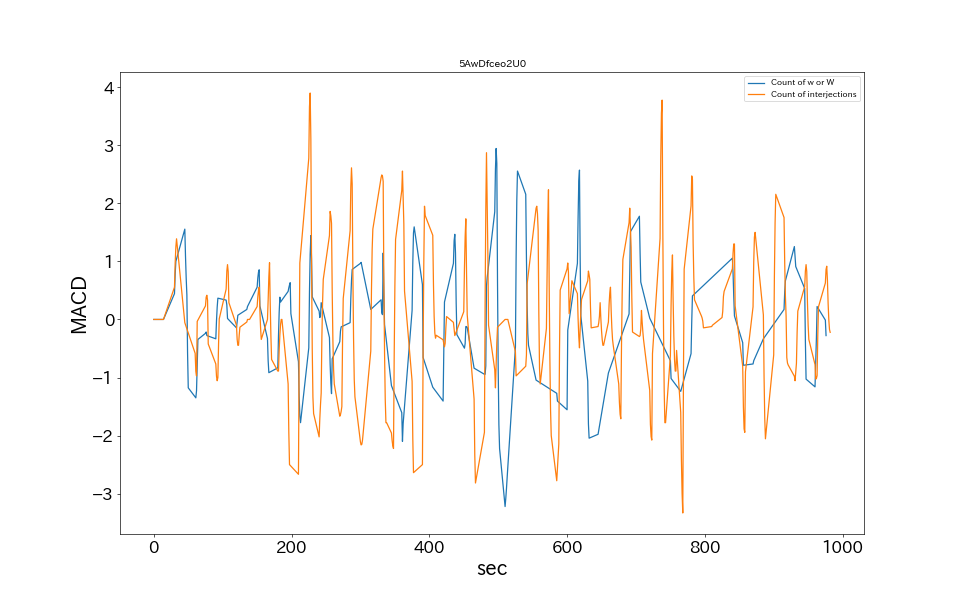 5AwDfceo2U0
Count of w or W
Count of interjections
4
3
2
1
0
−1
−2
−3
MACD
0 200 400 600 800 1000
sec